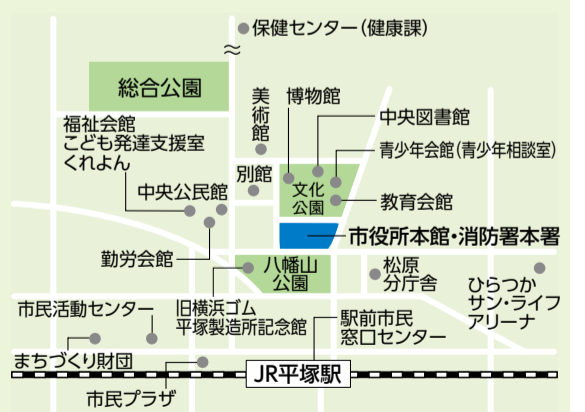 保健センター(健康課)
総合公園
美術館
博物館
中央図書館
福祉会館
こども発達支援室
くれよん
青少年会館(青少年相談室)
別館
文化
公園
中央公民館
教育会館
市役所本館・消防署本署
勤労会館
八幡山
公園
松原
分庁舎
ひらつか
サン・ライフ
アリーナ
旧横浜ゴム
平塚製造所記念館
市民活動センター
駅前市民
窓口センター
まちづくり財団
JR平塚駅
市民プラザ